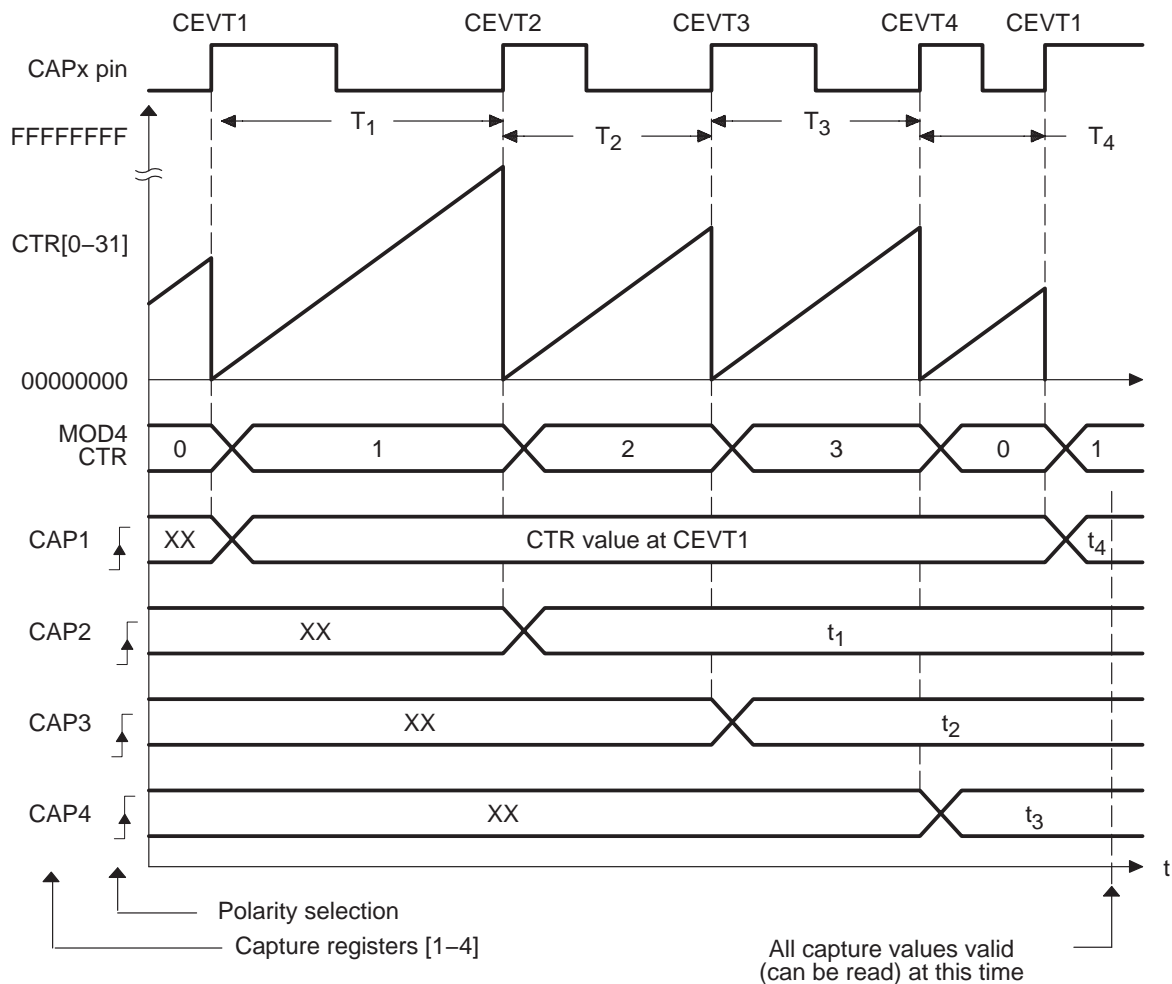 CEVT1 CEVT2 CEVT3 CEVT4 CEVT1
CAPx pin
T1 T2 T3 T4
FFFFFFFF
CTR[0–31]
00000000
MOD4
CTR
0 1 2 3 0 1
CAP1 XX CTR value at CEVT1 t4
CAP2 XX t1
CAP3 XX t2
CAP4 XX t3
t
Polarity selection
Capture registers [1–4]
All capture values valid
(can be read) at this time